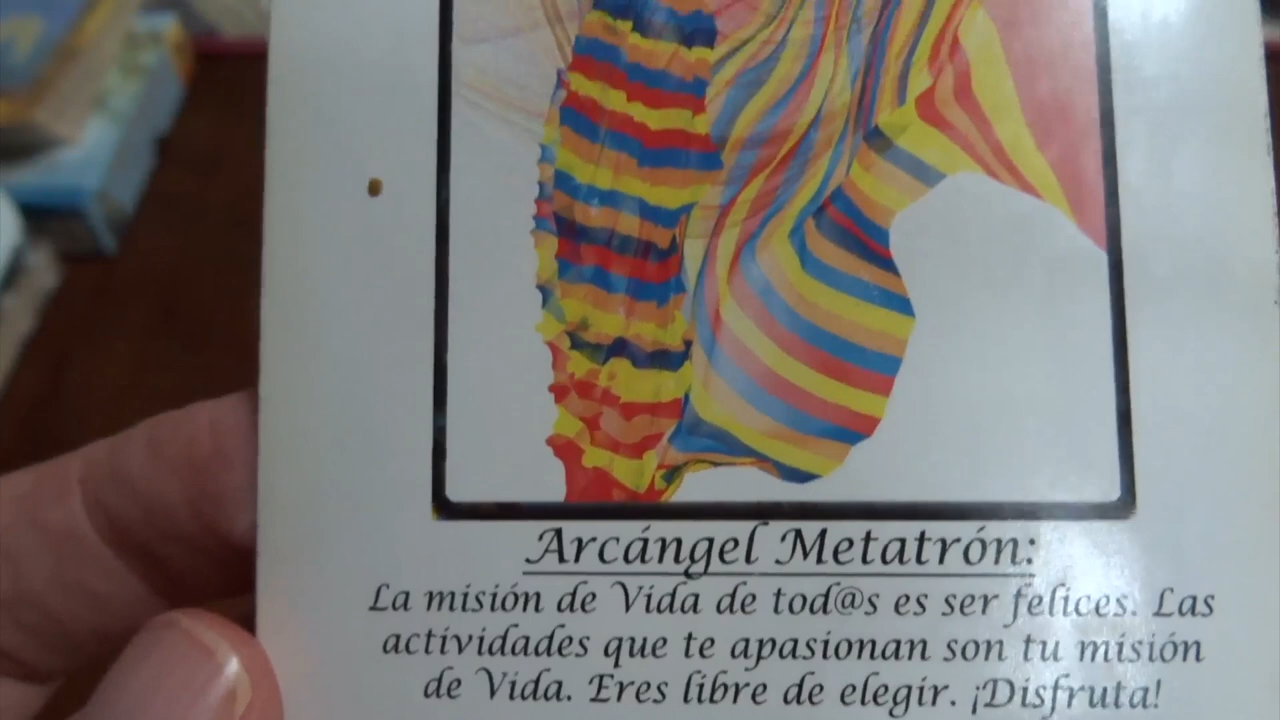 Arcángel Metatrón:
La misión de Vida de tod@s es ser felices. Las
actividades que te apasionan son tu misión
de Vida. Eres libre de elegir. ¡Disfruta!